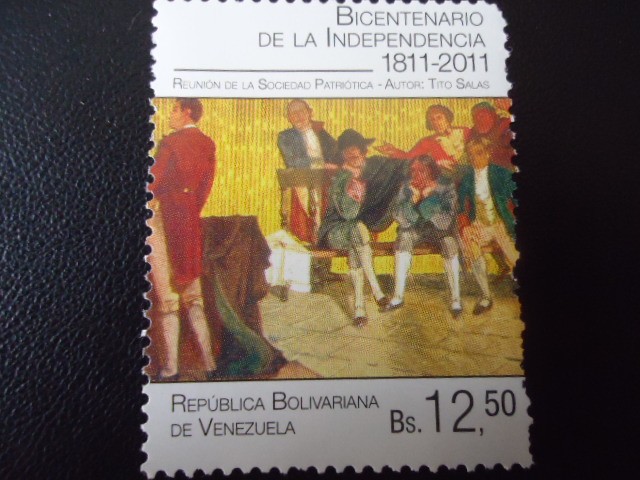 Bicentenario
de la Independencia
1811-2011
Reunión de la Sociedad Patriótica - Autor: Tito Salas
República Bolivariana
de Venezuela
Bs. 12,50